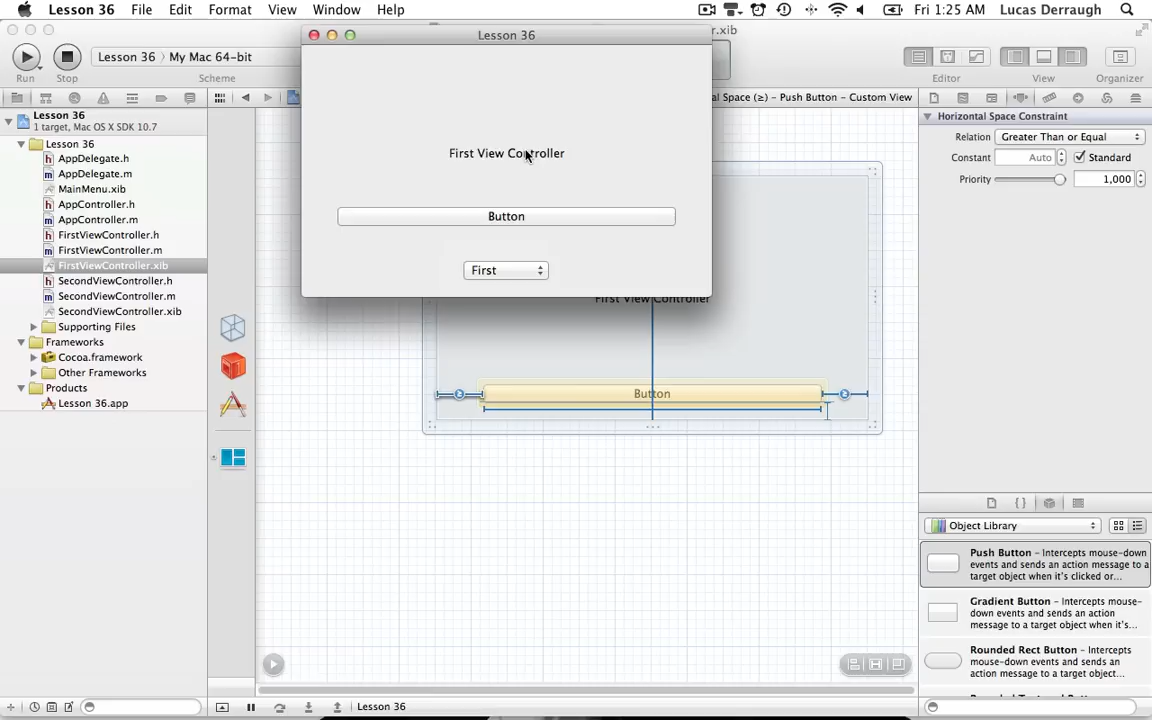 Lesson 36 File Edit Format View Window Help Fri 1:25 AM Lucas Derraugh
r.xib
Lesson 36
Lesson 36 〉 My Mac 64-bit
Run Stop Scheme Editor View Organizer
al Space (≥) – Push Button – Custom View
Lesson 36
1 target, Mac OS X SDK 10.7
Lesson 36
AppDelegate.h
AppDelegate.m
MainMenu.xib
AppController.h
AppController.m
FirstViewController.h
FirstViewController.m
FirstViewController.xib
SecondViewController.h
SecondViewController.m
SecondViewController.xib
Supporting Files
Frameworks
Cocoa.framework
Other Frameworks
Products
Lesson 36.app
First View Controller
Button
First
First View Controller
Button
Horizontal Space Constraint
Relation Greater Than or Equal
Constant Auto Standard
Priority 1,000
Object Library
Push Button – Intercepts mouse-down
events and sends an action message to a
target object when it's clicked or...
Gradient Button – Intercepts mouse-
down events and sends an action
message to a target object when it's...
Rounded Rect Button – Intercepts
mouse-down events and sends an
action message to a target object...
Lesson 36